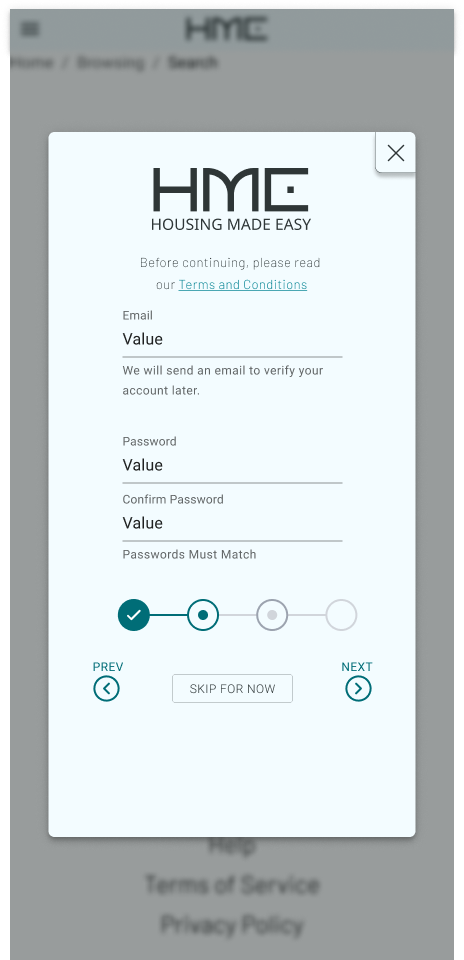 HME
Home / Browsing / Search
HME
HOUSING MADE EASY
Before continuing, please read
our Terms and Conditions
Email
Value
We will send an email to verify your
account later.
Password
Value
Confirm Password
Value
Passwords Must Match
PREV
NEXT
SKIP FOR NOW
Help
Terms of Service
Privacy Policy